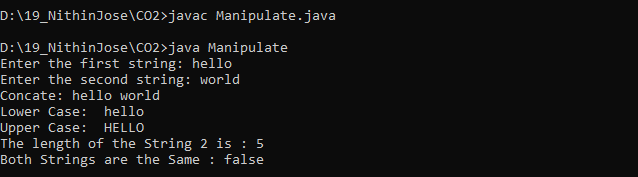 D:\19_NithinJose\CO2>javac Manipulate.java
D:\19_NithinJose\CO2>java Manipulate
Enter the first string: hello
Enter the second string: world
Concate: hello world
Lower Case:  hello
Upper Case:  HELLO
The length of the String 2 is : 5
Both Strings are the Same : false